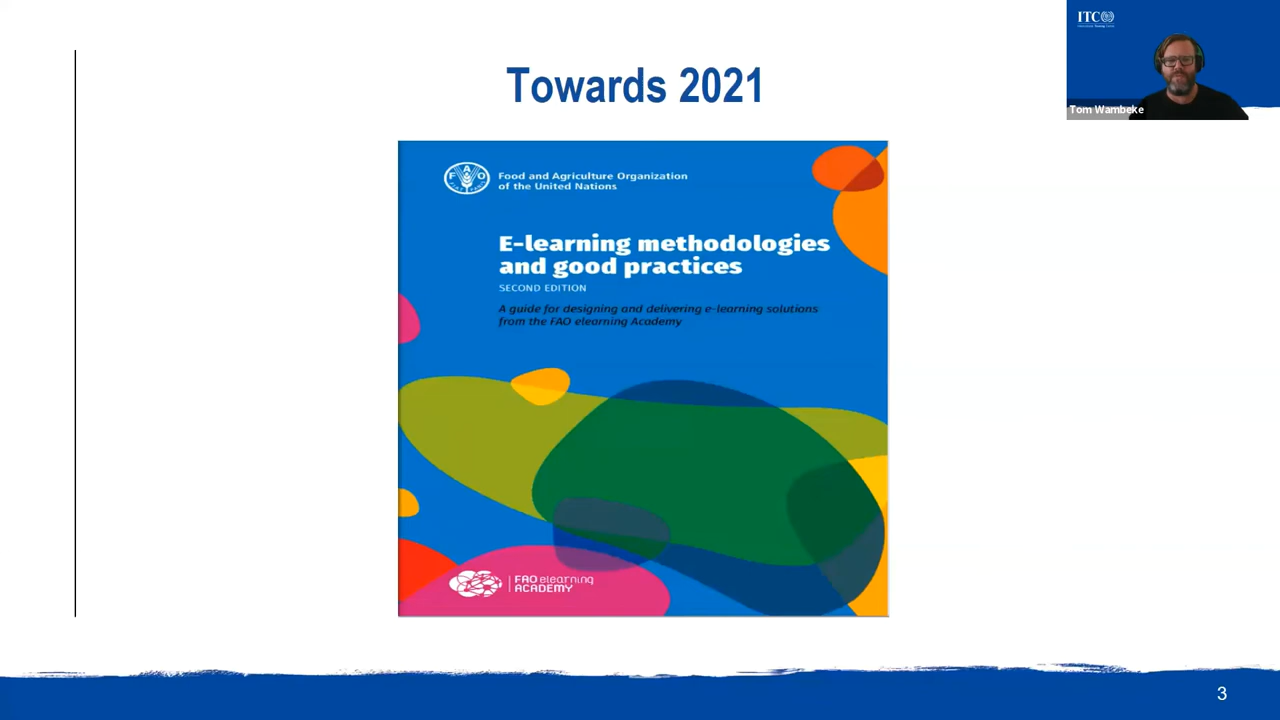 ITC
Tom Wambeke
Towards 2021
FAO
Food and Agriculture Organization
of the United Nations
E-learning methodologies
and good practices
SECOND EDITION
A guide for designing and delivering e-learning solutions
from the FAO elearning Academy
FAO elearning
ACADEMY
3